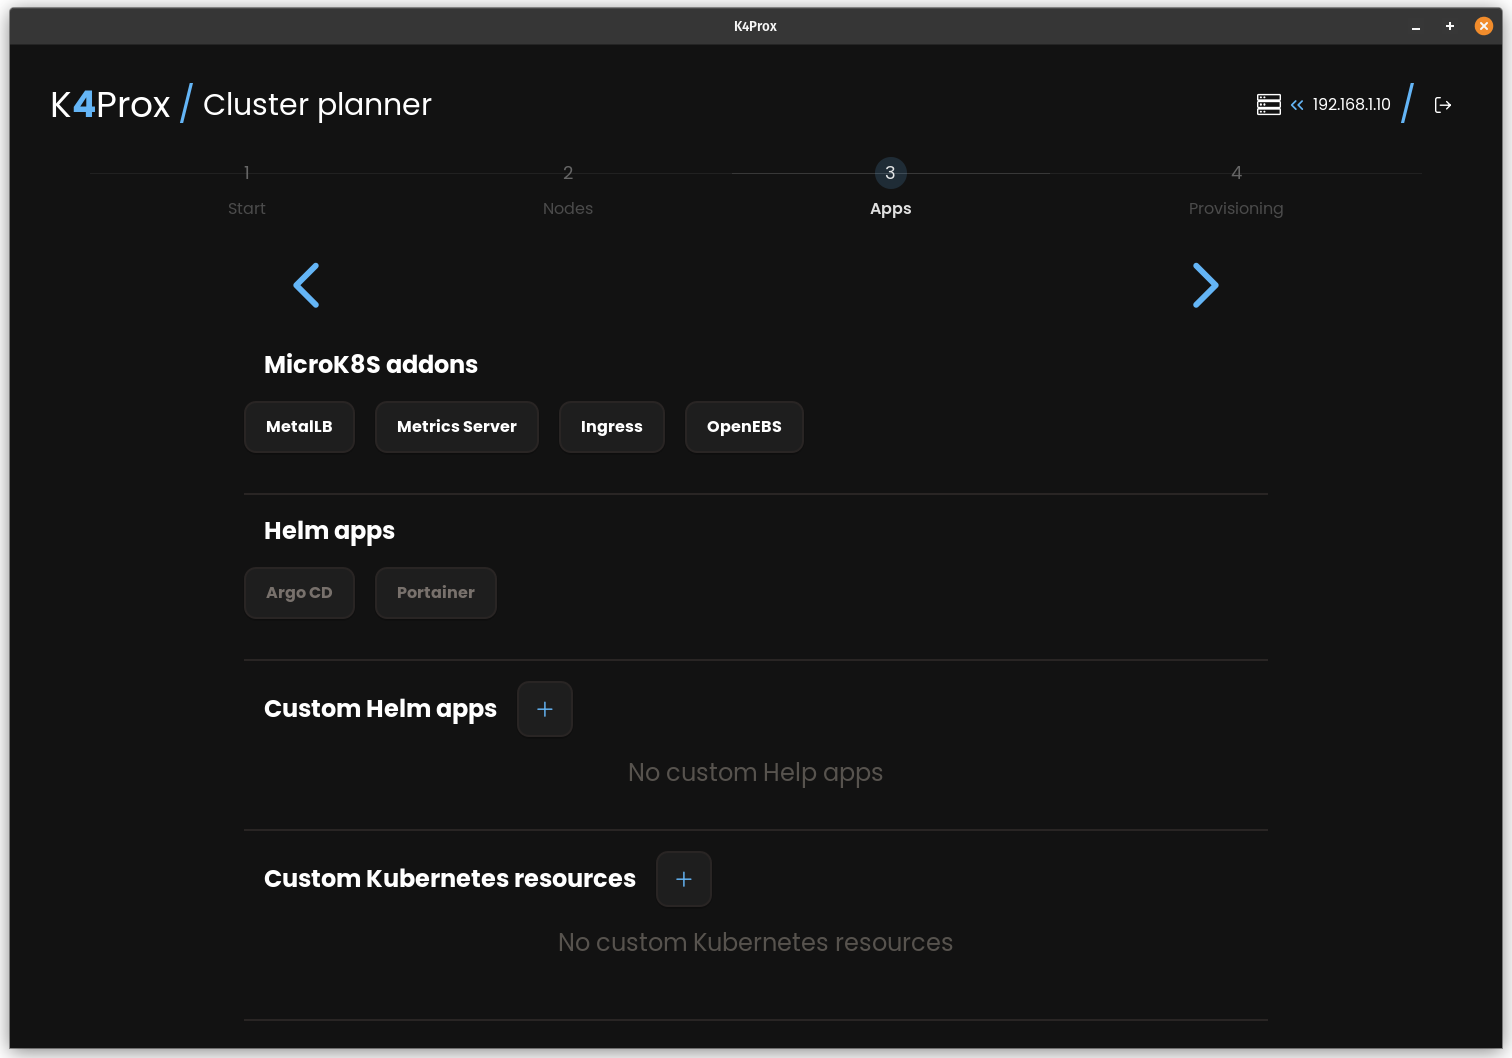 K4Prox
K4Prox / Cluster planner
192.168.1.10 /
1 2 3 4
Start Nodes Apps Provisioning
MicroK8S addons
MetalLB Metrics Server Ingress OpenEBS
Helm apps
Argo CD Portainer
Custom Helm apps +
No custom Help apps
Custom Kubernetes resources +
No custom Kubernetes resources